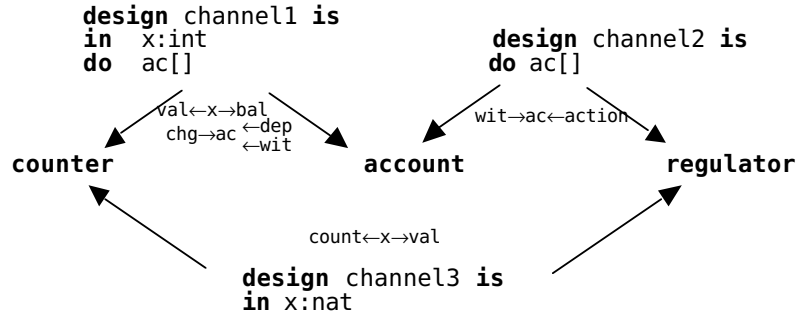 design channel1 is
in x:int
do ac[]
design channel2 is
do ac[]
val←x→bal
chg→ac ←dep
←wit
wit→ac←action
counter
account
regulator
count←x→val
design channel3 is
in x:nat